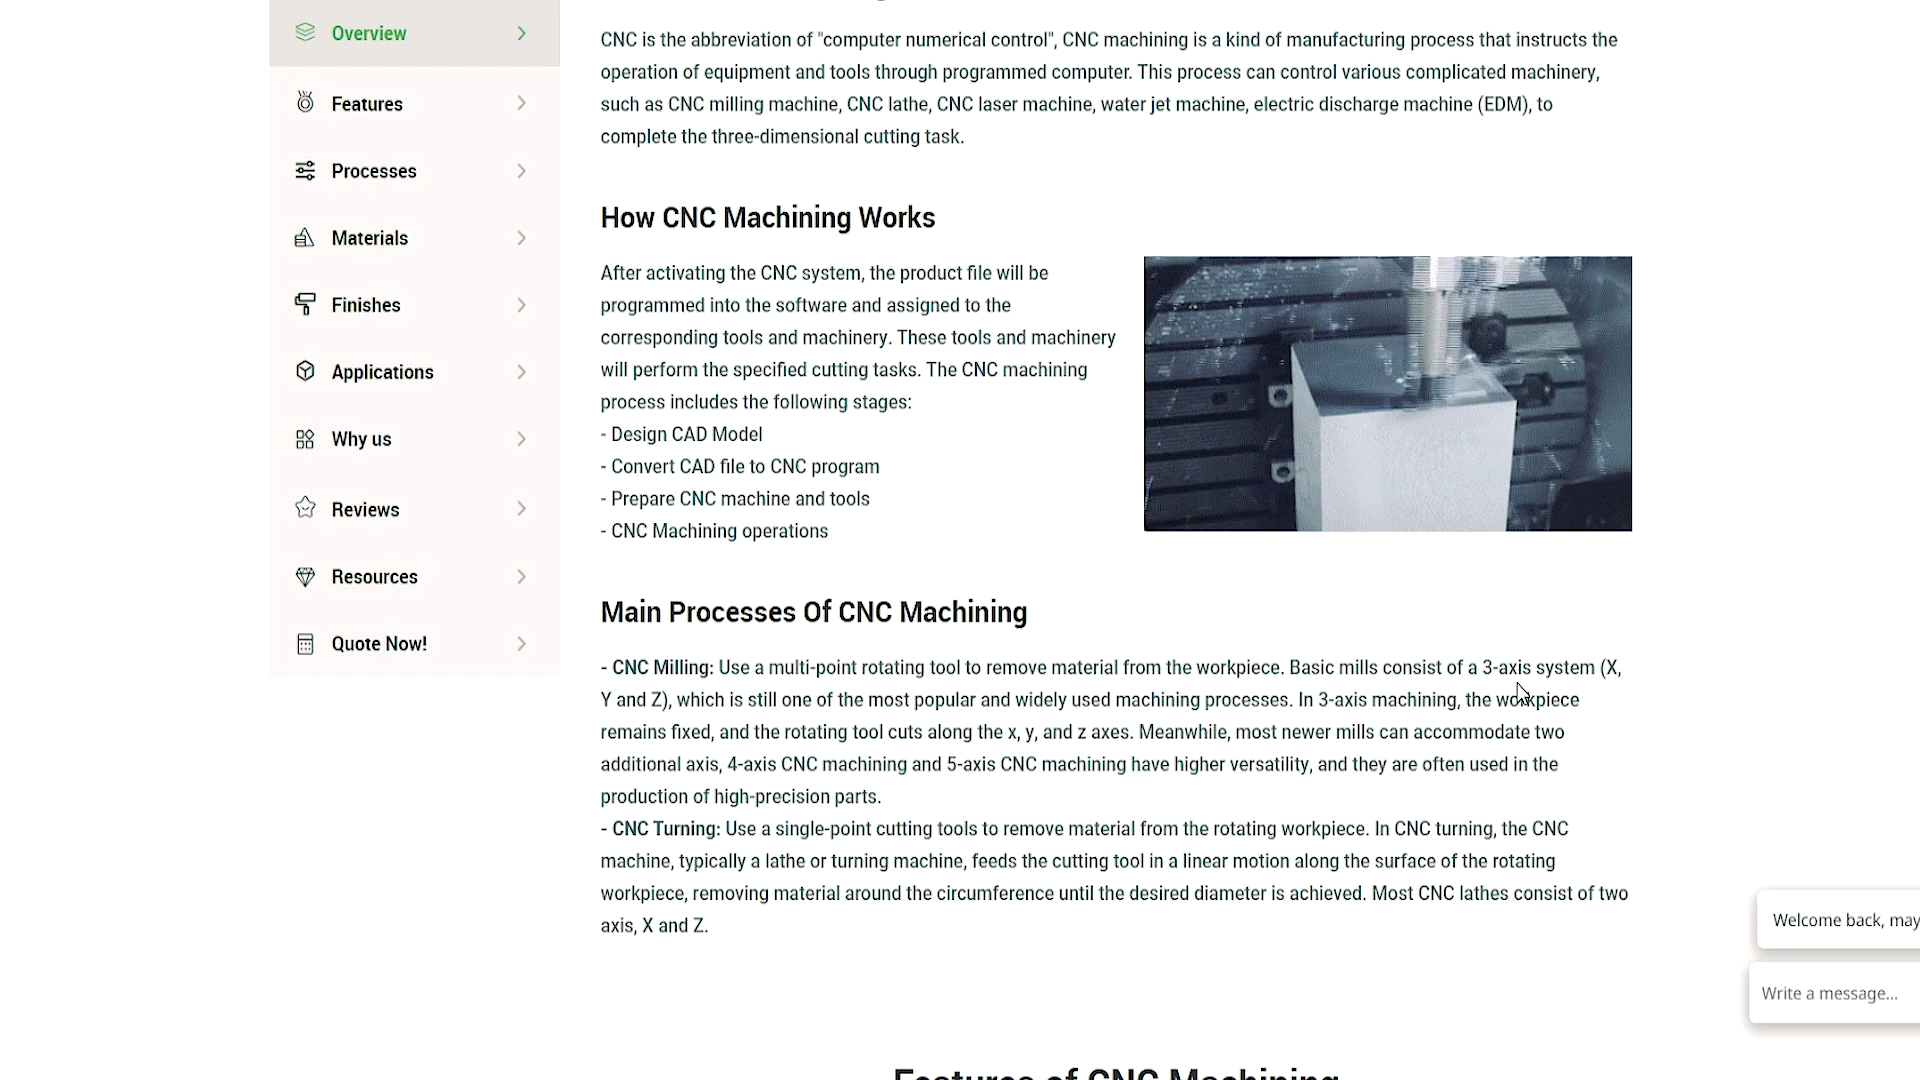 Overview
Features
Processes
Materials
Finishes
Applications
Why us
Reviews
Resources
Quote Now!
CNC is the abbreviation of "computer numerical control", CNC machining is a kind of manufacturing process that instructs the
operation of equipment and tools through programmed computer. This process can control various complicated machinery,
such as CNC milling machine, CNC lathe, CNC laser machine, water jet machine, electric discharge machine (EDM), to
complete the three-dimensional cutting task.
How CNC Machining Works
After activating the CNC system, the product file will be
programmed into the software and assigned to the
corresponding tools and machinery. These tools and machinery
will perform the specified cutting tasks. The CNC machining
process includes the following stages:
- Design CAD Model
- Convert CAD file to CNC program
- Prepare CNC machine and tools
- CNC Machining operations
Main Processes Of CNC Machining
- CNC Milling: Use a multi-point rotating tool to remove material from the workpiece. Basic mills consist of a 3-axis system (X,
Y and Z), which is still one of the most popular and widely used machining processes. In 3-axis machining, the workpiece
remains fixed, and the rotating tool cuts along the x, y, and z axes. Meanwhile, most newer mills can accommodate two
additional axis, 4-axis CNC machining and 5-axis CNC machining have higher versatility, and they are often used in the
production of high-precision parts.
- CNC Turning: Use a single-point cutting tools to remove material from the rotating workpiece. In CNC turning, the CNC
machine, typically a lathe or turning machine, feeds the cutting tool in a linear motion along the surface of the rotating
workpiece, removing material around the circumference until the desired diameter is achieved. Most CNC lathes consist of two
axis, X and Z.
Welcome back, may
Write a message...
Features of CNC Machining